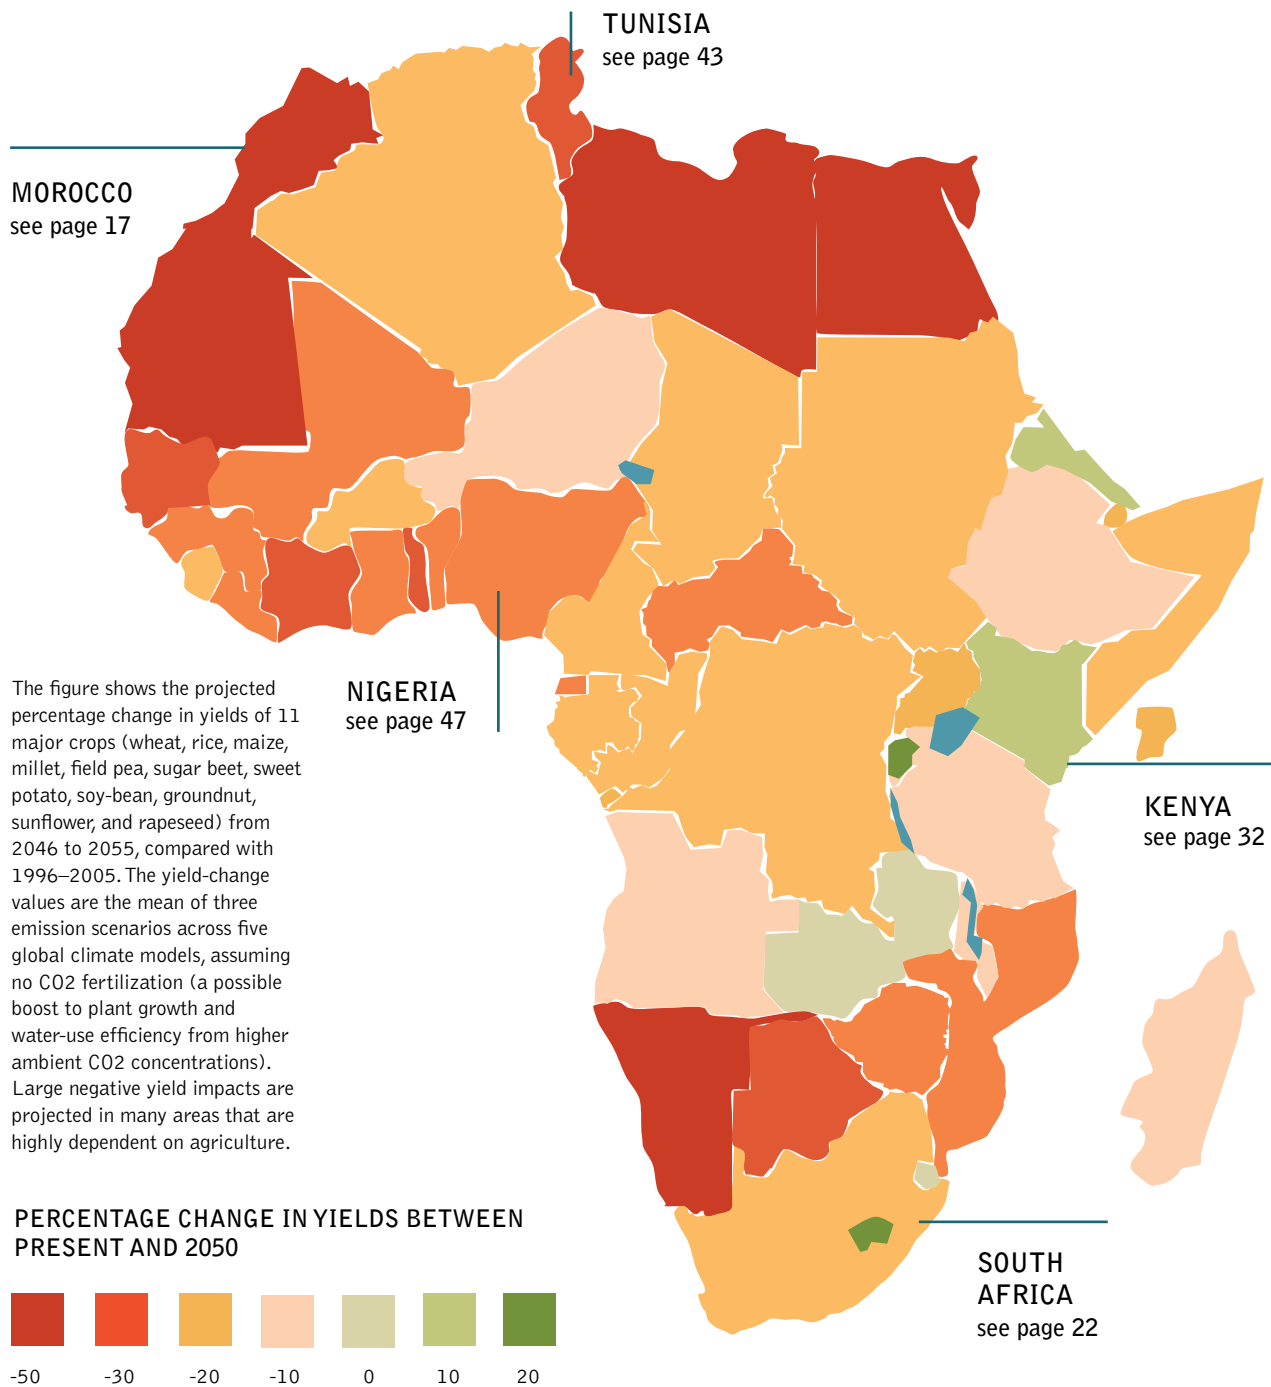 TUNISIA
see page 43
MOROCCO
see page 17
NIGERIA
see page 47
The figure shows the projected
percentage change in yields of 11
major crops (wheat, rice, maize,
millet, field pea, sugar beet, sweet
potato, soy-bean, groundnut,
sunflower, and rapeseed) from
2046 to 2055, compared with
1996–2005. The yield-change
values are the mean of three
emission scenarios across five
global climate models, assuming
no CO2 fertilization (a possible
boost to plant growth and
water-use efficiency from higher
ambient CO2 concentrations).
Large negative yield impacts are
projected in many areas that are
highly dependent on agriculture.
KENYA
see page 32
SOUTH
AFRICA
see page 22
PERCENTAGE CHANGE IN YIELDS BETWEEN
PRESENT AND 2050
-50 -30 -20 -10 0 10 20